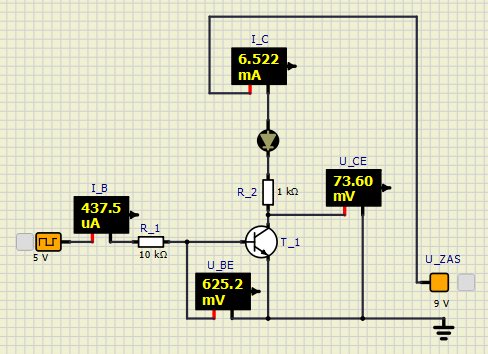 I_C
6.522
mA
U_CE
73.60
mV
R_2 1 kΩ
I_B
437.5
uA
R_1
10 kΩ
T_1
5 V
U_BE
625.2
mV
U_ZAS
9 V